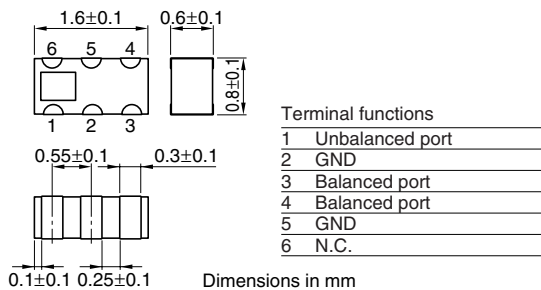 1.6±0.1
0.6±0.1
6 5 4
0.8±0.1
1 2 3
0.55±0.1
0.3±0.1
0.1±0.1
0.25±0.1
Dimensions in mm
Terminal functions
1 Unbalanced port
2 GND
3 Balanced port
4 Balanced port
5 GND
6 N.C.